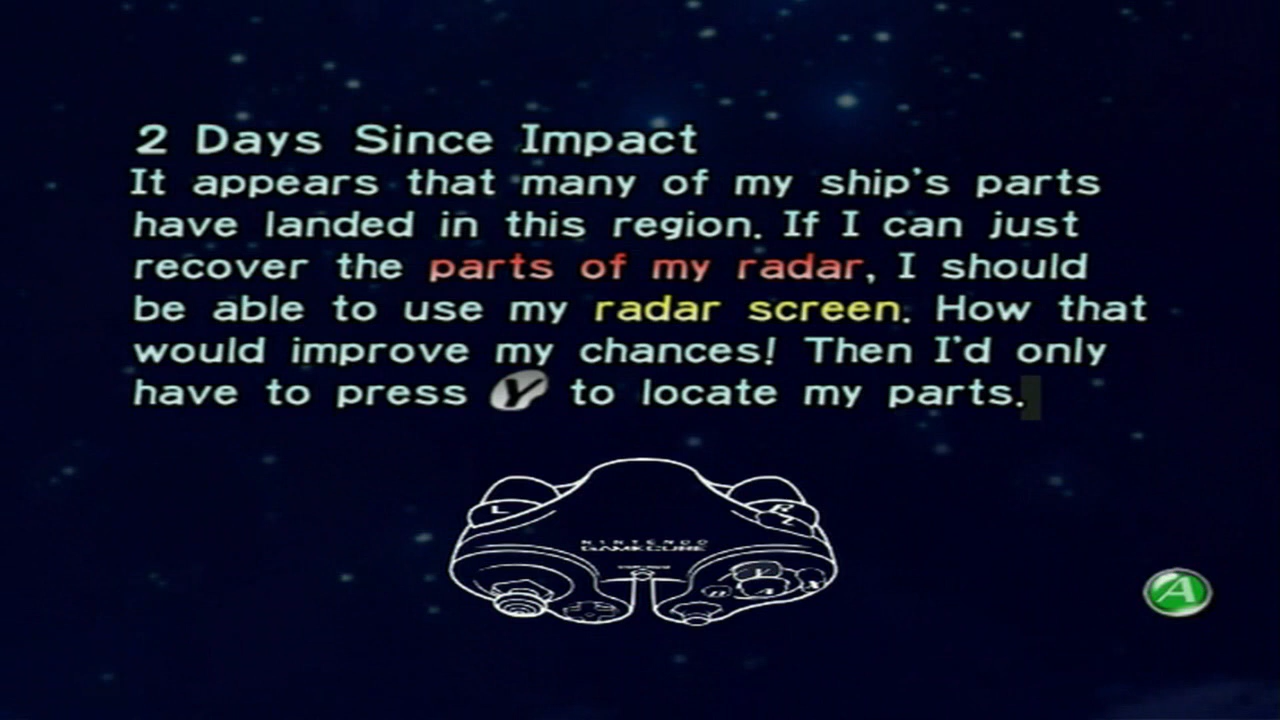 2 Days Since Impact
It appears that many of my ship's parts
have landed in this region. If I can just
recover the parts of my radar, I should
be able to use my radar screen. How that
would improve my chances! Then I'd only
have to press Y to locate my parts.
L
R
Z
NINTENDO
GAMECUBE
Y
X
A
A